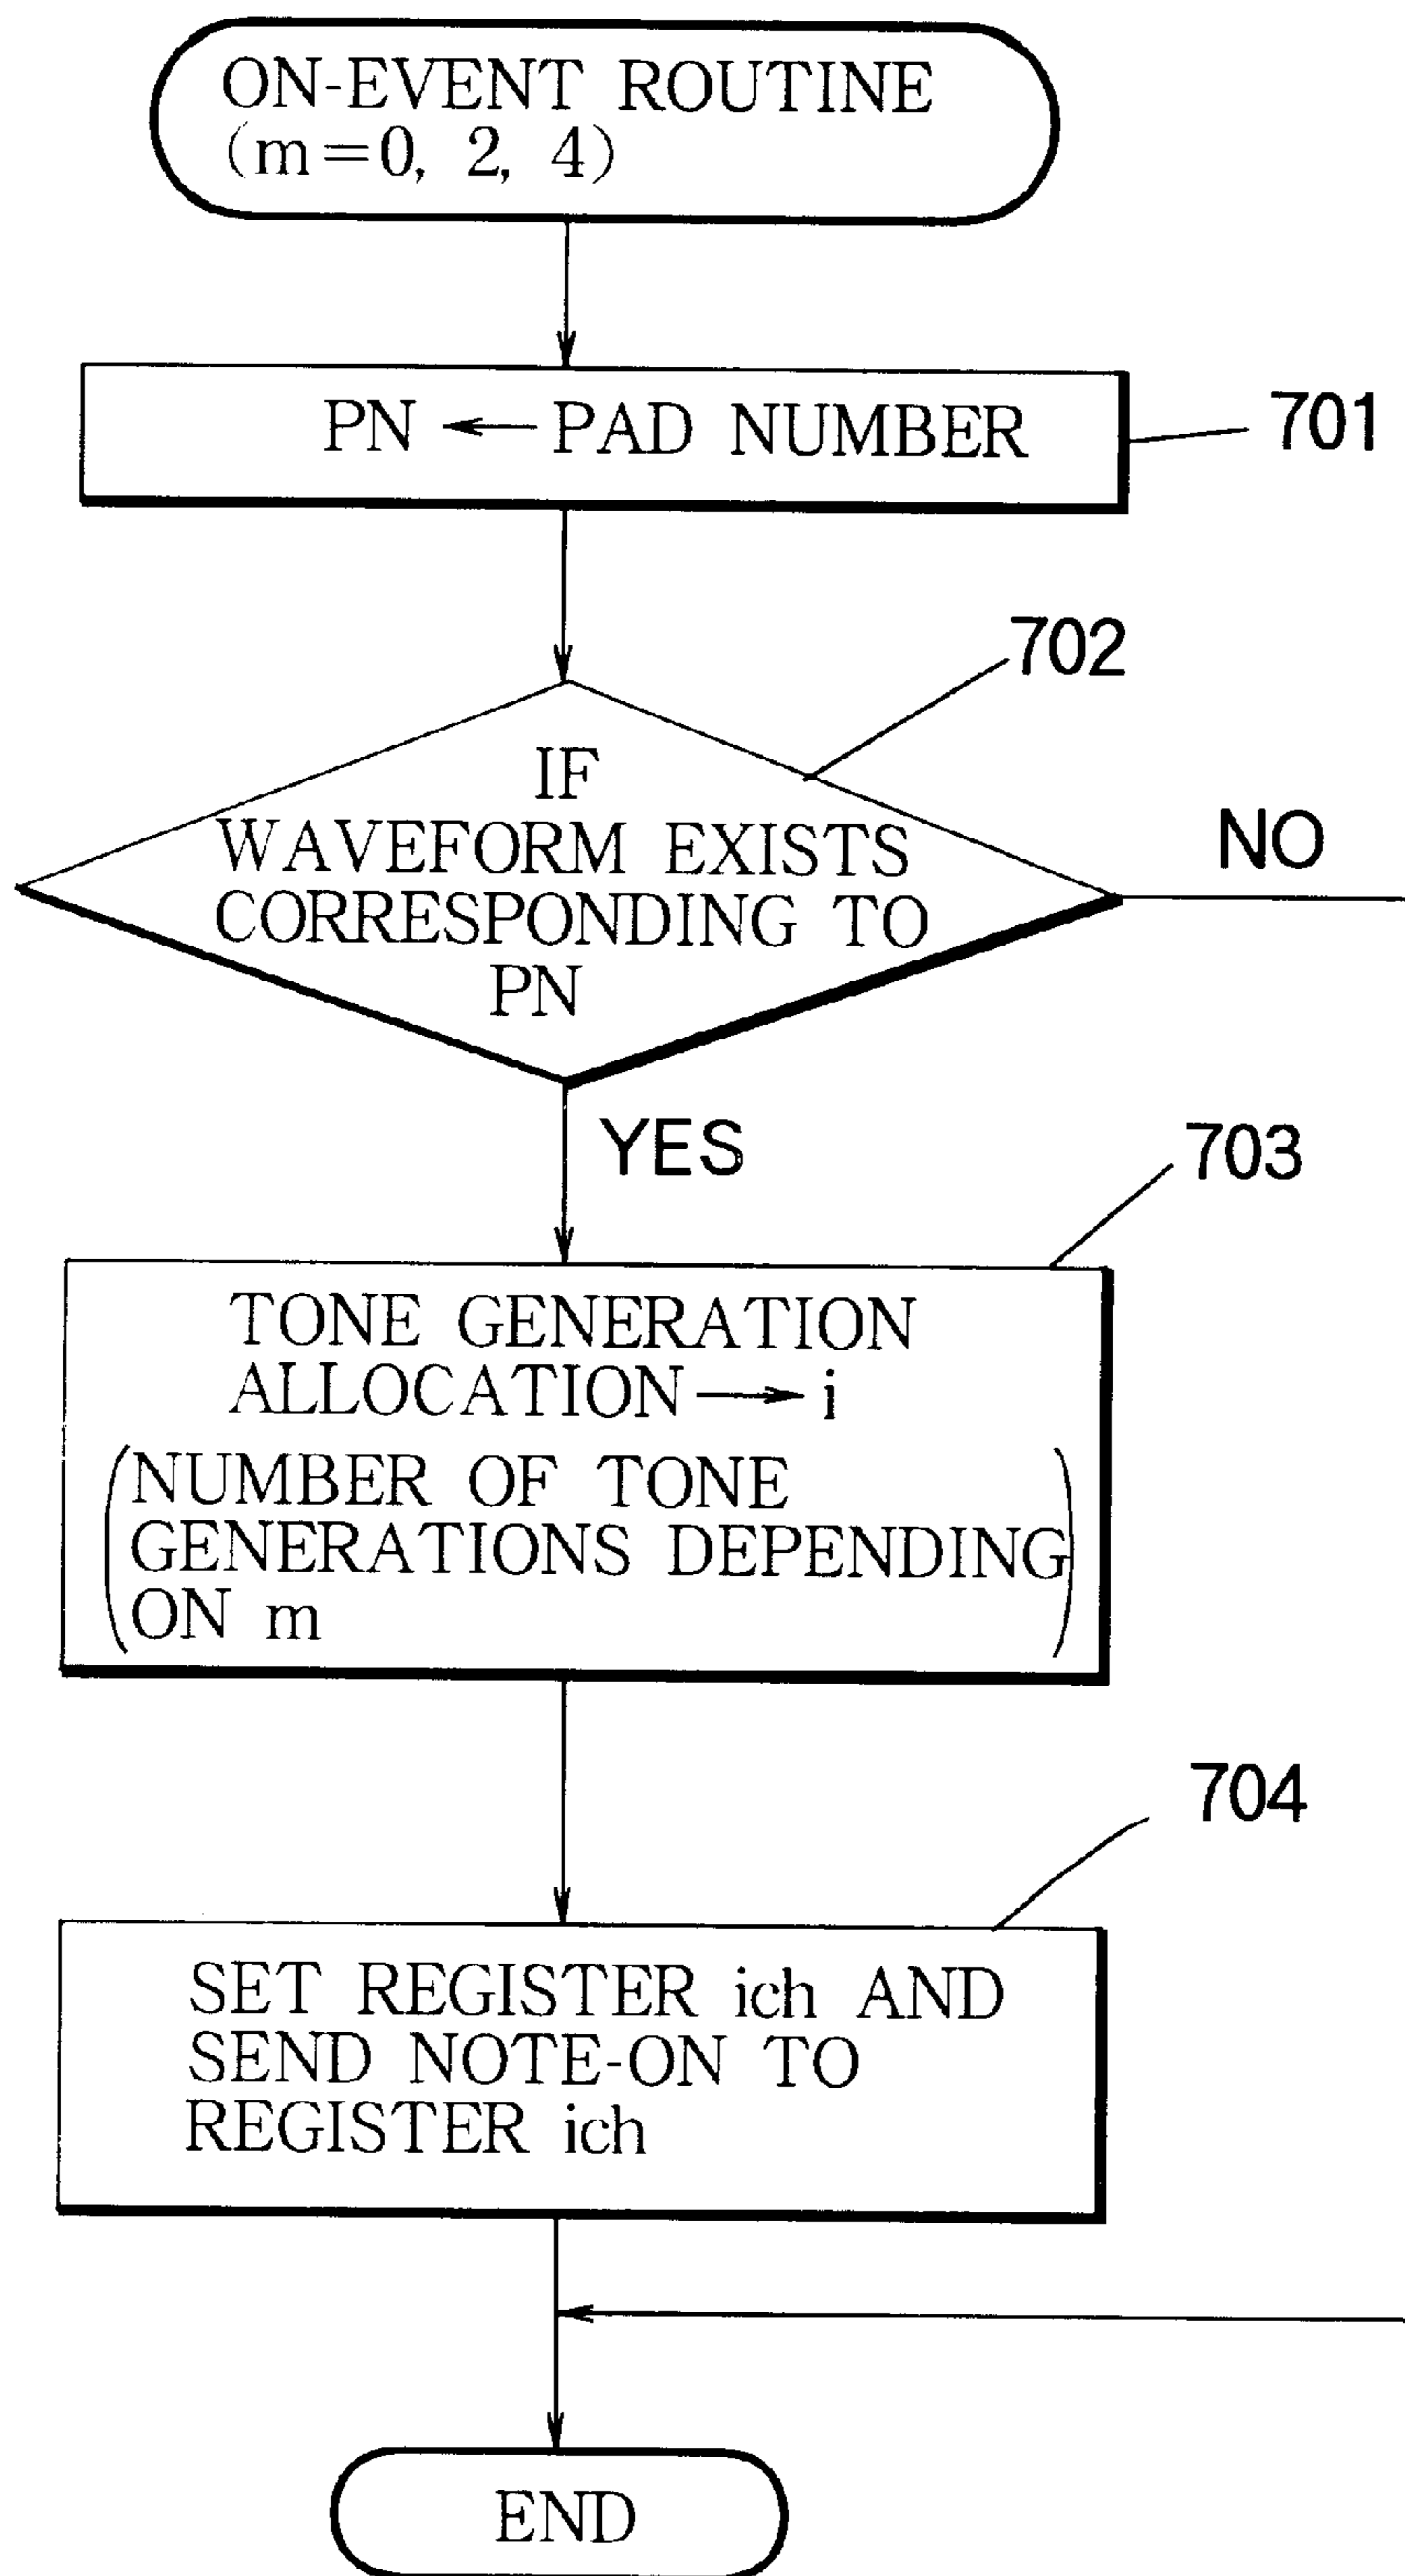 ON-EVENT ROUTINE
(m=0, 2, 4)
PN ← PAD NUMBER
701
702
IF
WAVEFORM EXISTS
CORRESPONDING TO
PN
NO
YES
703
TONE GENERATION
ALLOCATION → i
(NUMBER OF TONE
GENERATIONS DEPENDING
ON m)
704
SET REGISTER ich AND
SEND NOTE-ON TO
REGISTER ich
END